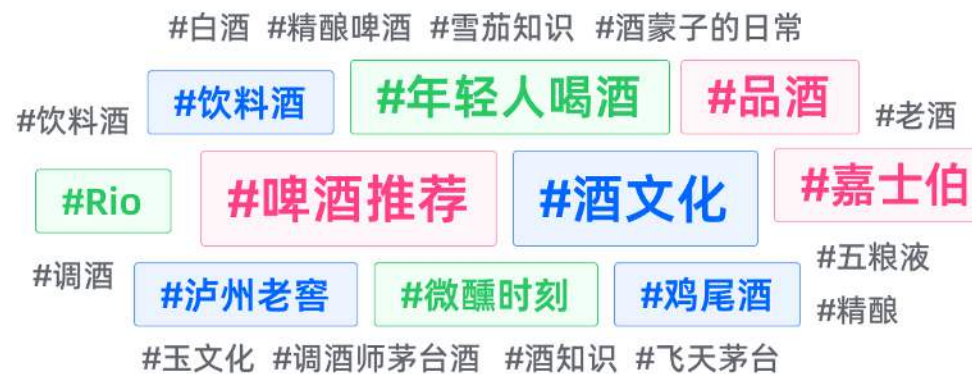 #白酒 #精酿啤酒 #雪茄知识 #酒蒙子的日常
#饮料酒 #饮料酒 #年轻人喝酒 #品酒 #老酒
#Rio #啤酒推荐 #酒文化 #嘉士伯
#调酒 #泸州老窖 #微醺时刻 #鸡尾酒 #五粮液
#精酿
#玉文化 #调酒师茅台酒 #酒知识 #飞天茅台